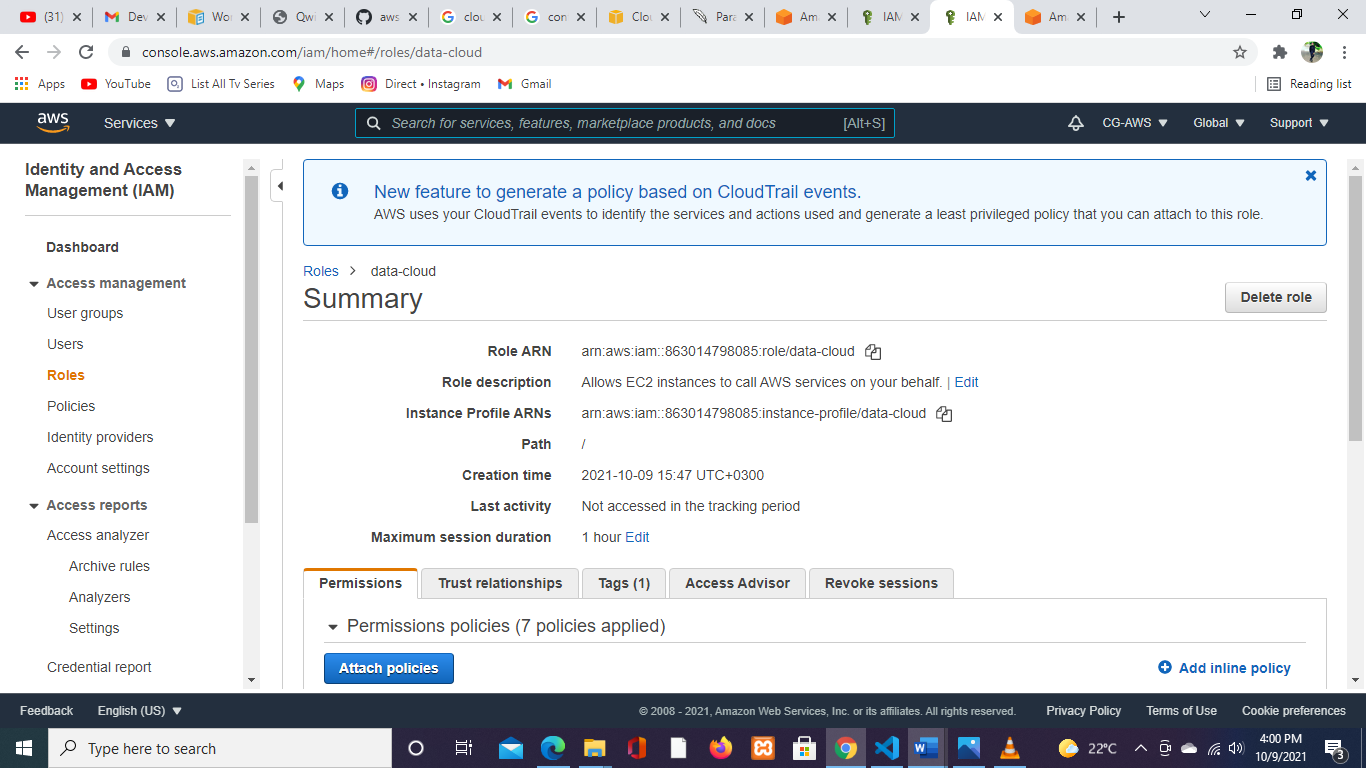 (31)
Dev
Wor
Qwi
aws
clou
con
Clou
Para
Am
IAM
IAM
Ama
console.aws.amazon.com/iam/home#/roles/data-cloud
Apps
YouTube
List All Tv Series
Maps
Direct • Instagram
Gmail
Reading list
aws
Services
Search for services, features, marketplace products, and docs
[Alt+S]
CG-AWS
Global
Support
Identity and Access
Management (IAM)
Dashboard
Access management
User groups
Users
Roles
Policies
Identity providers
Account settings
Access reports
Access analyzer
Archive rules
Analyzers
Settings
Credential report
New feature to generate a policy based on CloudTrail events.
AWS uses your CloudTrail events to identify the services and actions used and generate a least privileged policy that you can attach to this role.
Roles > data-cloud
Summary
Delete role
Role ARN arn:aws:iam::863014798085:role/data-cloud
Role description Allows EC2 instances to call AWS services on your behalf. | Edit
Instance Profile ARNs arn:aws:iam::863014798085:instance-profile/data-cloud
Path /
Creation time 2021-10-09 15:47 UTC+0300
Last activity Not accessed in the tracking period
Maximum session duration 1 hour Edit
Permissions
Trust relationships
Tags (1)
Access Advisor
Revoke sessions
Permissions policies (7 policies applied)
Attach policies
Add inline policy
Feedback
English (US)
© 2008 - 2021, Amazon Web Services, Inc. or its affiliates. All rights reserved.
Privacy Policy
Terms of Use
Cookie preferences
Type here to search
22°C
4:00 PM
10/9/2021
3